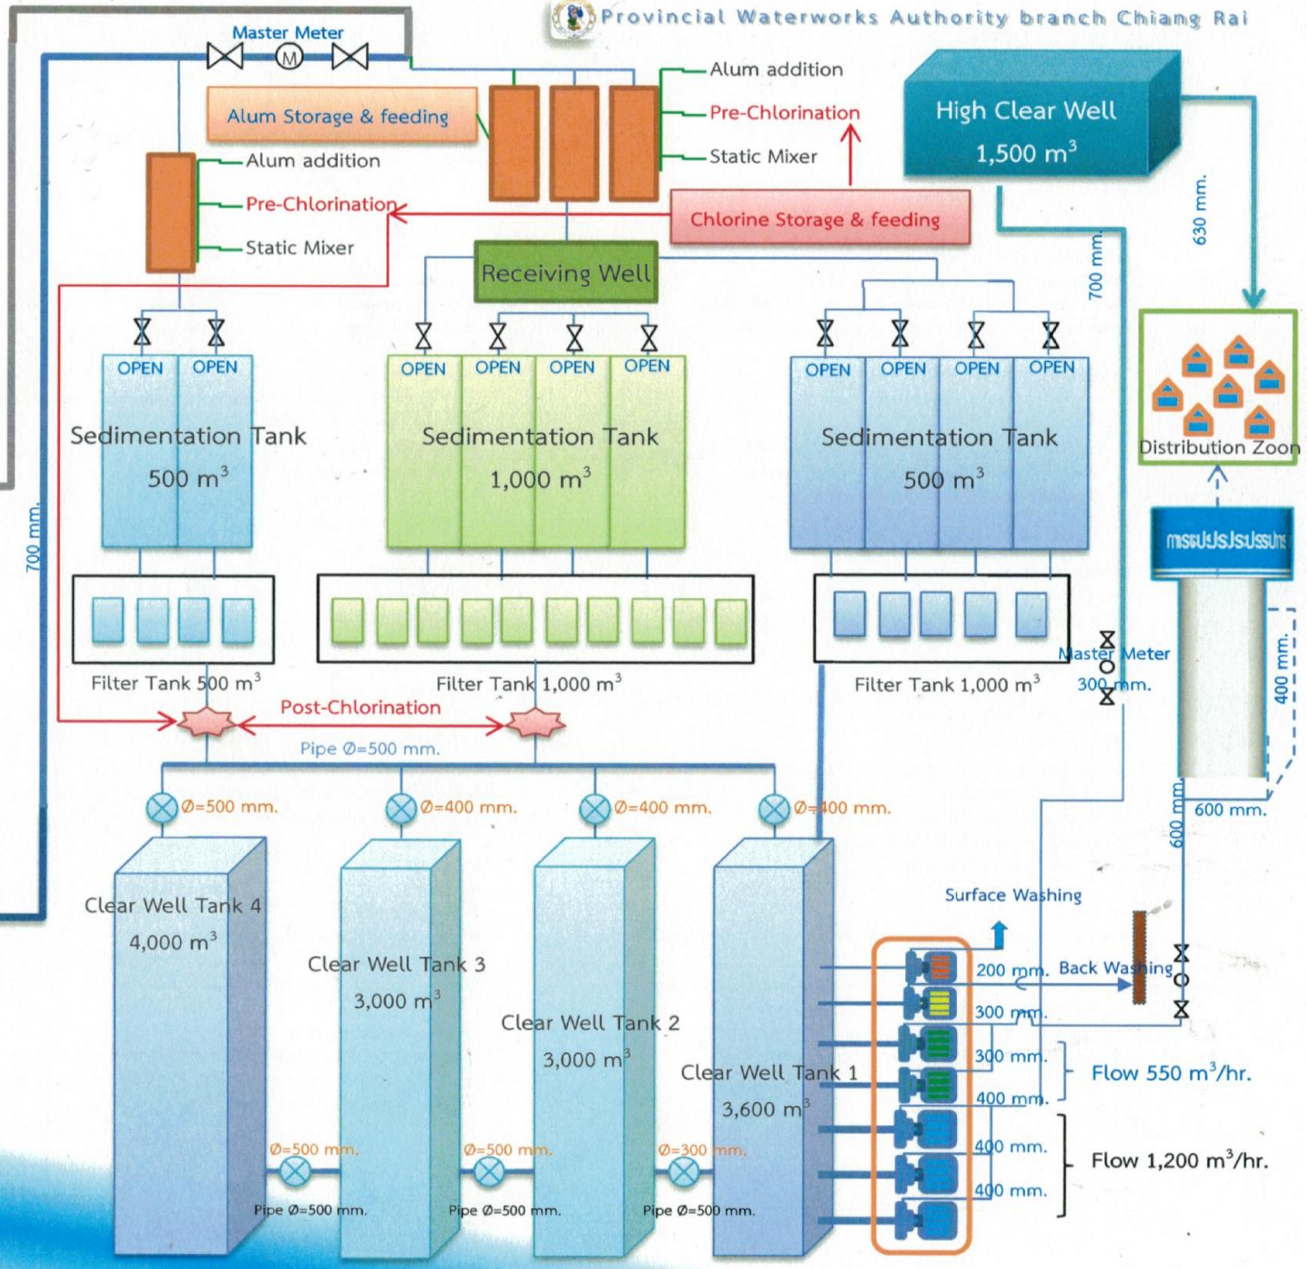 Provincial Waterworks Authority branch Chiang Rai
Master Meter
M
Alum Storage & feeding
Alum addition
Pre-Chlorination
Static Mixer
High Clear Well
1,500 m³
Alum addition
Pre-Chlorination
Static Mixer
Chlorine Storage & feeding
630 mm.
700 mm.
Receiving Well
OPEN
OPEN
OPEN
OPEN
OPEN
OPEN
OPEN
OPEN
OPEN
OPEN
Sedimentation Tank
500 m³
Sedimentation Tank
1,000 m³
Sedimentation Tank
500 m³
Distribution Zoon
700 mm.
Filter Tank 500 m³
Filter Tank 1,000 m³
Filter Tank 1,000 m³
Master Meter
300 mm.
400 mm.
Post-Chlorination
Pipe Ø=500 mm.
Ø=500 mm.
Ø=400 mm.
Ø=400 mm.
Ø=400 mm.
600 mm.
600 mm.
Clear Well Tank 4
4,000 m³
Clear Well Tank 3
3,000 m³
Clear Well Tank 2
3,000 m³
Clear Well Tank 1
3,600 m³
Surface Washing
200 mm.
Back Washing
300 mm.
300 mm.
400 mm.
400 mm.
400 mm.
Flow 550 m³/hr.
Flow 1,200 m³/hr.
Ø=500 mm.
Ø=500 mm.
Ø=300 mm.
Pipe Ø=500 mm.
Pipe Ø=500 mm.
Pipe Ø=500 mm.